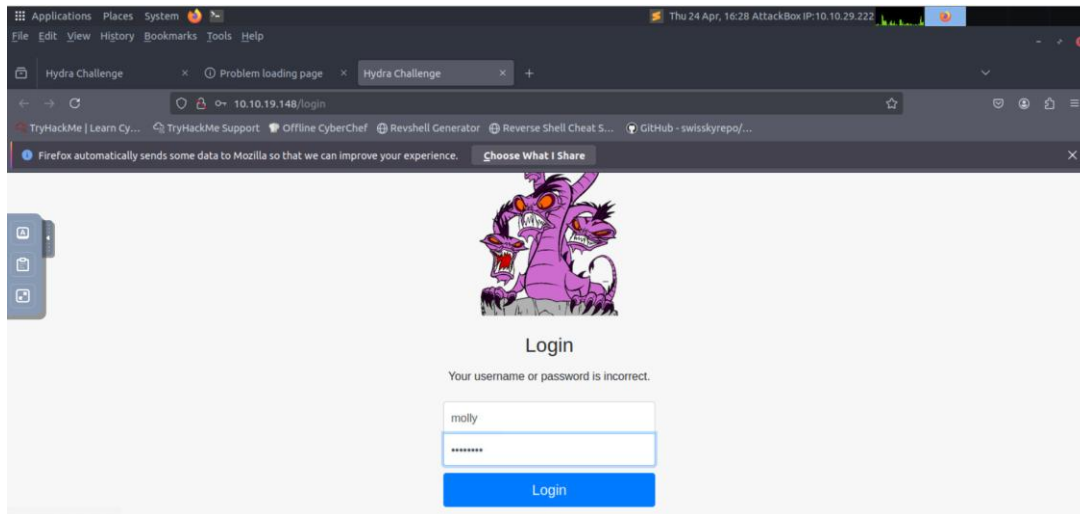 Applications Places System Thu 24 Apr, 16:28 AttackBox IP:10.10.29.222
File Edit View History Bookmarks Tools Help
Hydra Challenge × Problem loading page × Hydra Challenge × +
10.10.19.148/login
TryHackMe | Learn Cy... TryHackMe Support Offline CyberChef Revshell Generator Reverse Shell Cheat S... GitHub - swisskyrepo/...
Firefox automatically sends some data to Mozilla so that we can improve your experience. Choose What I Share ×
A
Login
Your username or password is incorrect.
molly
••••••••
Login